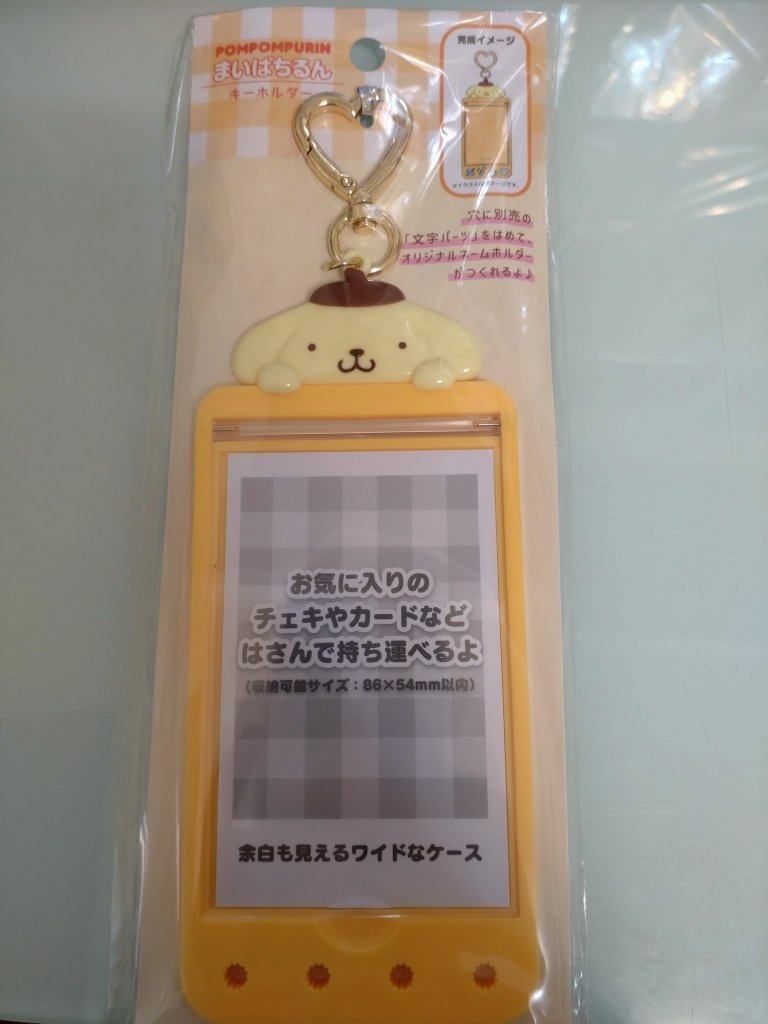 POMPOMPURIN
まいぱちるん
キーホルダー
完成イメージ
※イラストはイメージです。
穴に別売の
「文字パーツ」をはめて、
オリジナルネームホルダー
がつくれるよ♪
お気に入りの
チェキやカードなど
はさんで持ち運べるよ
（収納可能サイズ：86×54mm以内）
余白も見えるワイドなケース